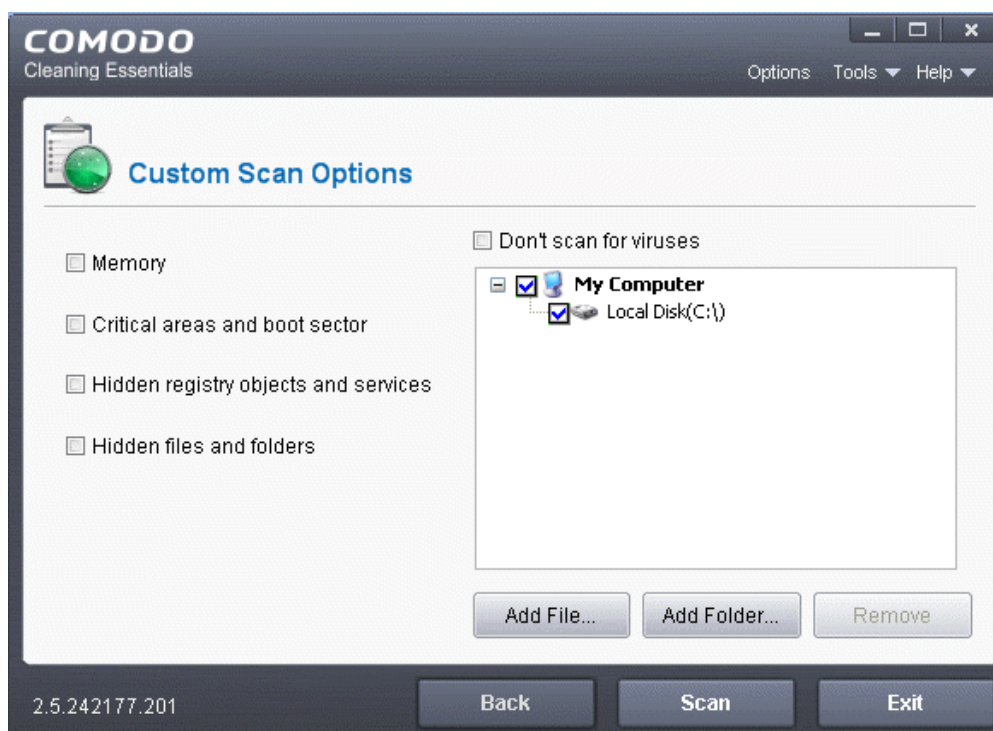 COMODO
Cleaning Essentials
Options Tools Help
Custom Scan Options
Memory
Critical areas and boot sector
Hidden registry objects and services
Hidden files and folders
Don't scan for viruses
My Computer
Local Disk(C:\)
Add File... Add Folder... Remove
2.5.242177.201
Back Scan Exit